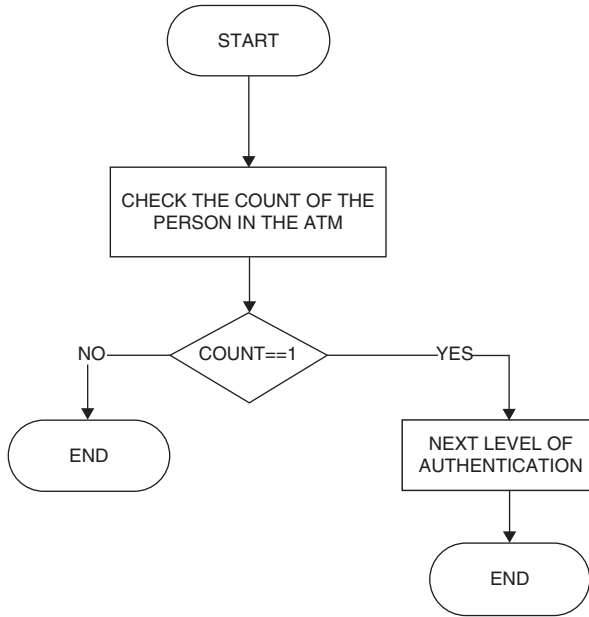 START
CHECK THE COUNT OF THE
PERSON IN THE ATM
COUNT==1
NO
YES
END
NEXT LEVEL OF
AUTHENTICATION
END